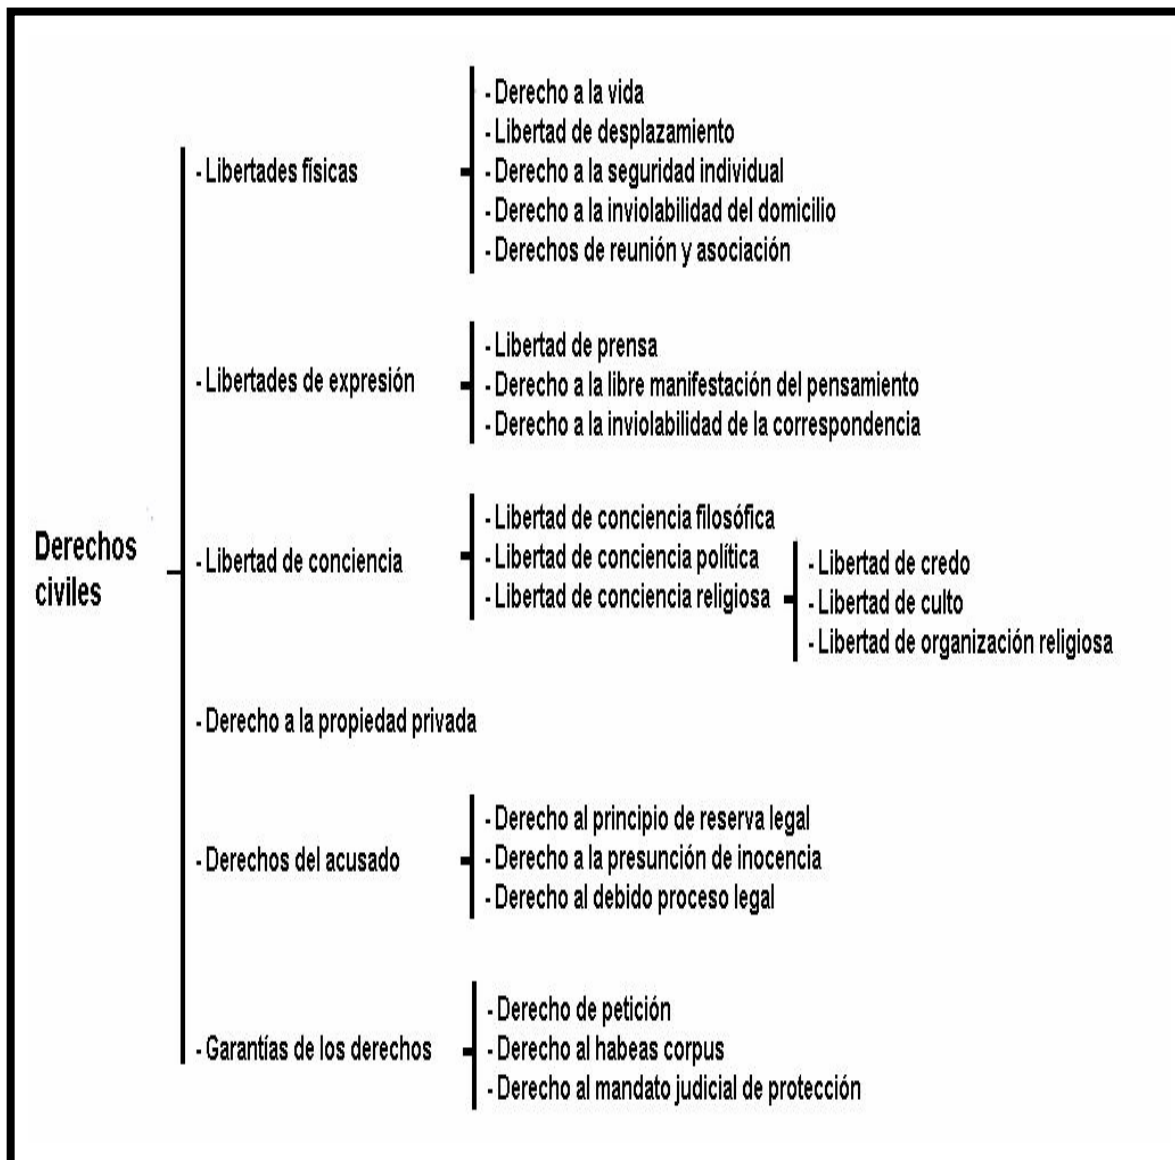 Derechos
civiles
- Libertades físicas
- Derecho a la vida
- Libertad de desplazamiento
- Derecho a la seguridad individual
- Derecho a la inviolabilidad del domicilio
- Derechos de reunión y asociación
- Libertades de expresión
- Libertad de prensa
- Derecho a la libre manifestación del pensamiento
- Derecho a la inviolabilidad de la correspondencia
- Libertad de conciencia
- Libertad de conciencia filosófica
- Libertad de conciencia política
- Libertad de conciencia religiosa
- Libertad de credo
- Libertad de culto
- Libertad de organización religiosa
- Derecho a la propiedad privada
- Derechos del acusado
- Derecho al principio de reserva legal
- Derecho a la presunción de inocencia
- Derecho al debido proceso legal
- Garantías de los derechos
- Derecho de petición
- Derecho al habeas corpus
- Derecho al mandato judicial de protección